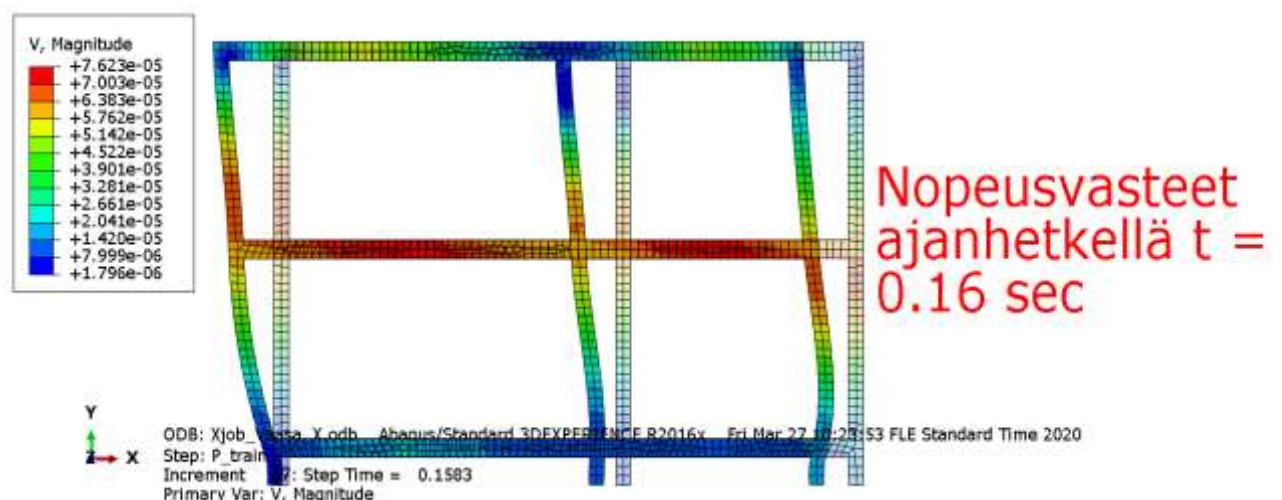 V, Magnitude
+7.623e-05
+7.003e-05
+6.383e-05
+5.762e-05
+5.142e-05
+4.522e-05
+3.901e-05
+3.281e-05
+2.661e-05
+2.041e-05
+1.420e-05
+7.999e-06
+1.796e-06
Nopeusvasteet
ajanhetkellä t =
0.16 sec
Y
Z X
ODB: Abaqus/Standard 3DEXPERIENCE R2016x Fri Mar 27 FLE Standard Time 2020
Step:
Increment Step Time = 0.1583
Primary Var: V, Magnitude